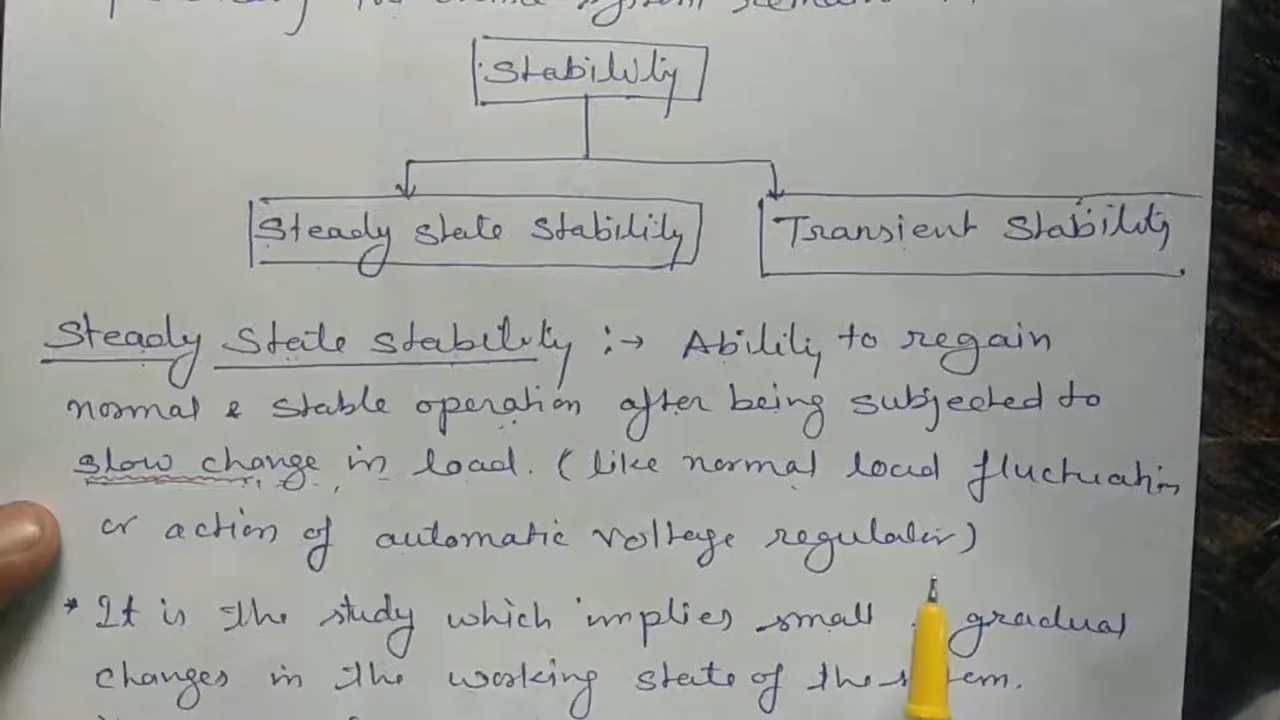 system remain
Stability
Steady state stability
Transient stability
Steady state stability :→ Ability to regain
normal & stable operation after being subjected to
slow change in load. (like normal load fluctuation
or action of automatic voltage regulator)
* It is the study which implies small gradual
changes in the working state of the